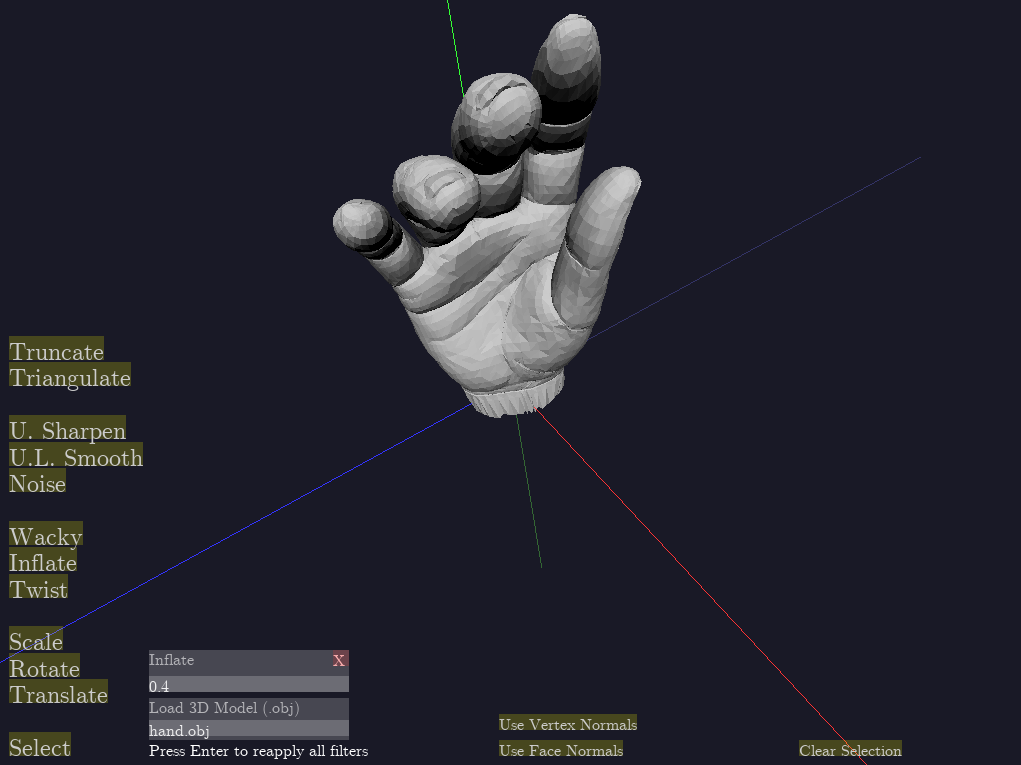 Truncate
Triangulate
U. Sharpen
U.L. Smooth
Noise
Wacky
Inflate
Twist
Scale
Rotate
Translate
Select
Inflate X
0.4
Load 3D Model (.obj)
hand.obj
Press Enter to reapply all filters
Use Vertex Normals
Use Face Normals
Clear Selection